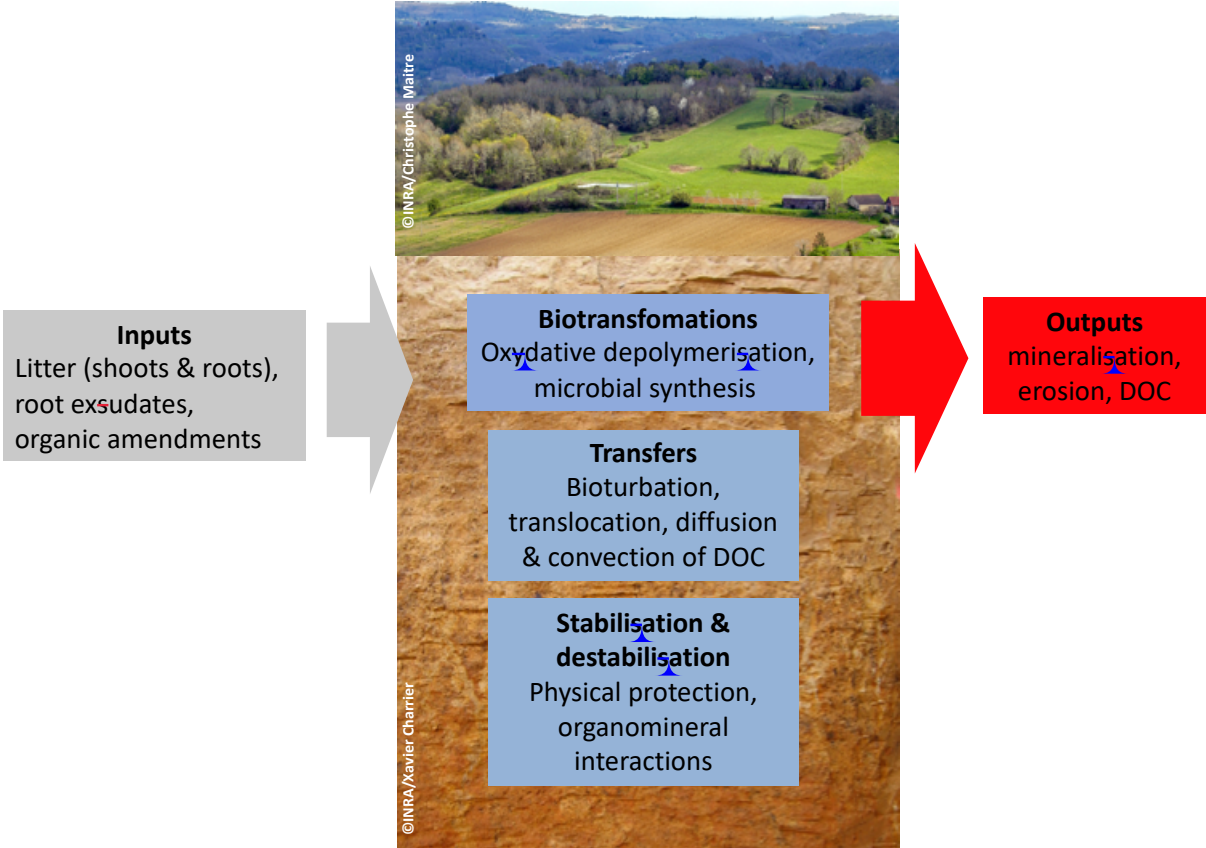 ©INRA/Christophe Maitre
Inputs
Litter (shoots & roots),
root exsudates,
organic amendments
Biotransfomations
Oxydative depolymerisation,
microbial synthesis
Transfers
Bioturbation,
translocation, diffusion
& convection of DOC
Stabilisation &
destabilisation
Physical protection,
organomineral
interactions
©INRA/Xavier Charrier
Outputs
mineralisation,
erosion, DOC